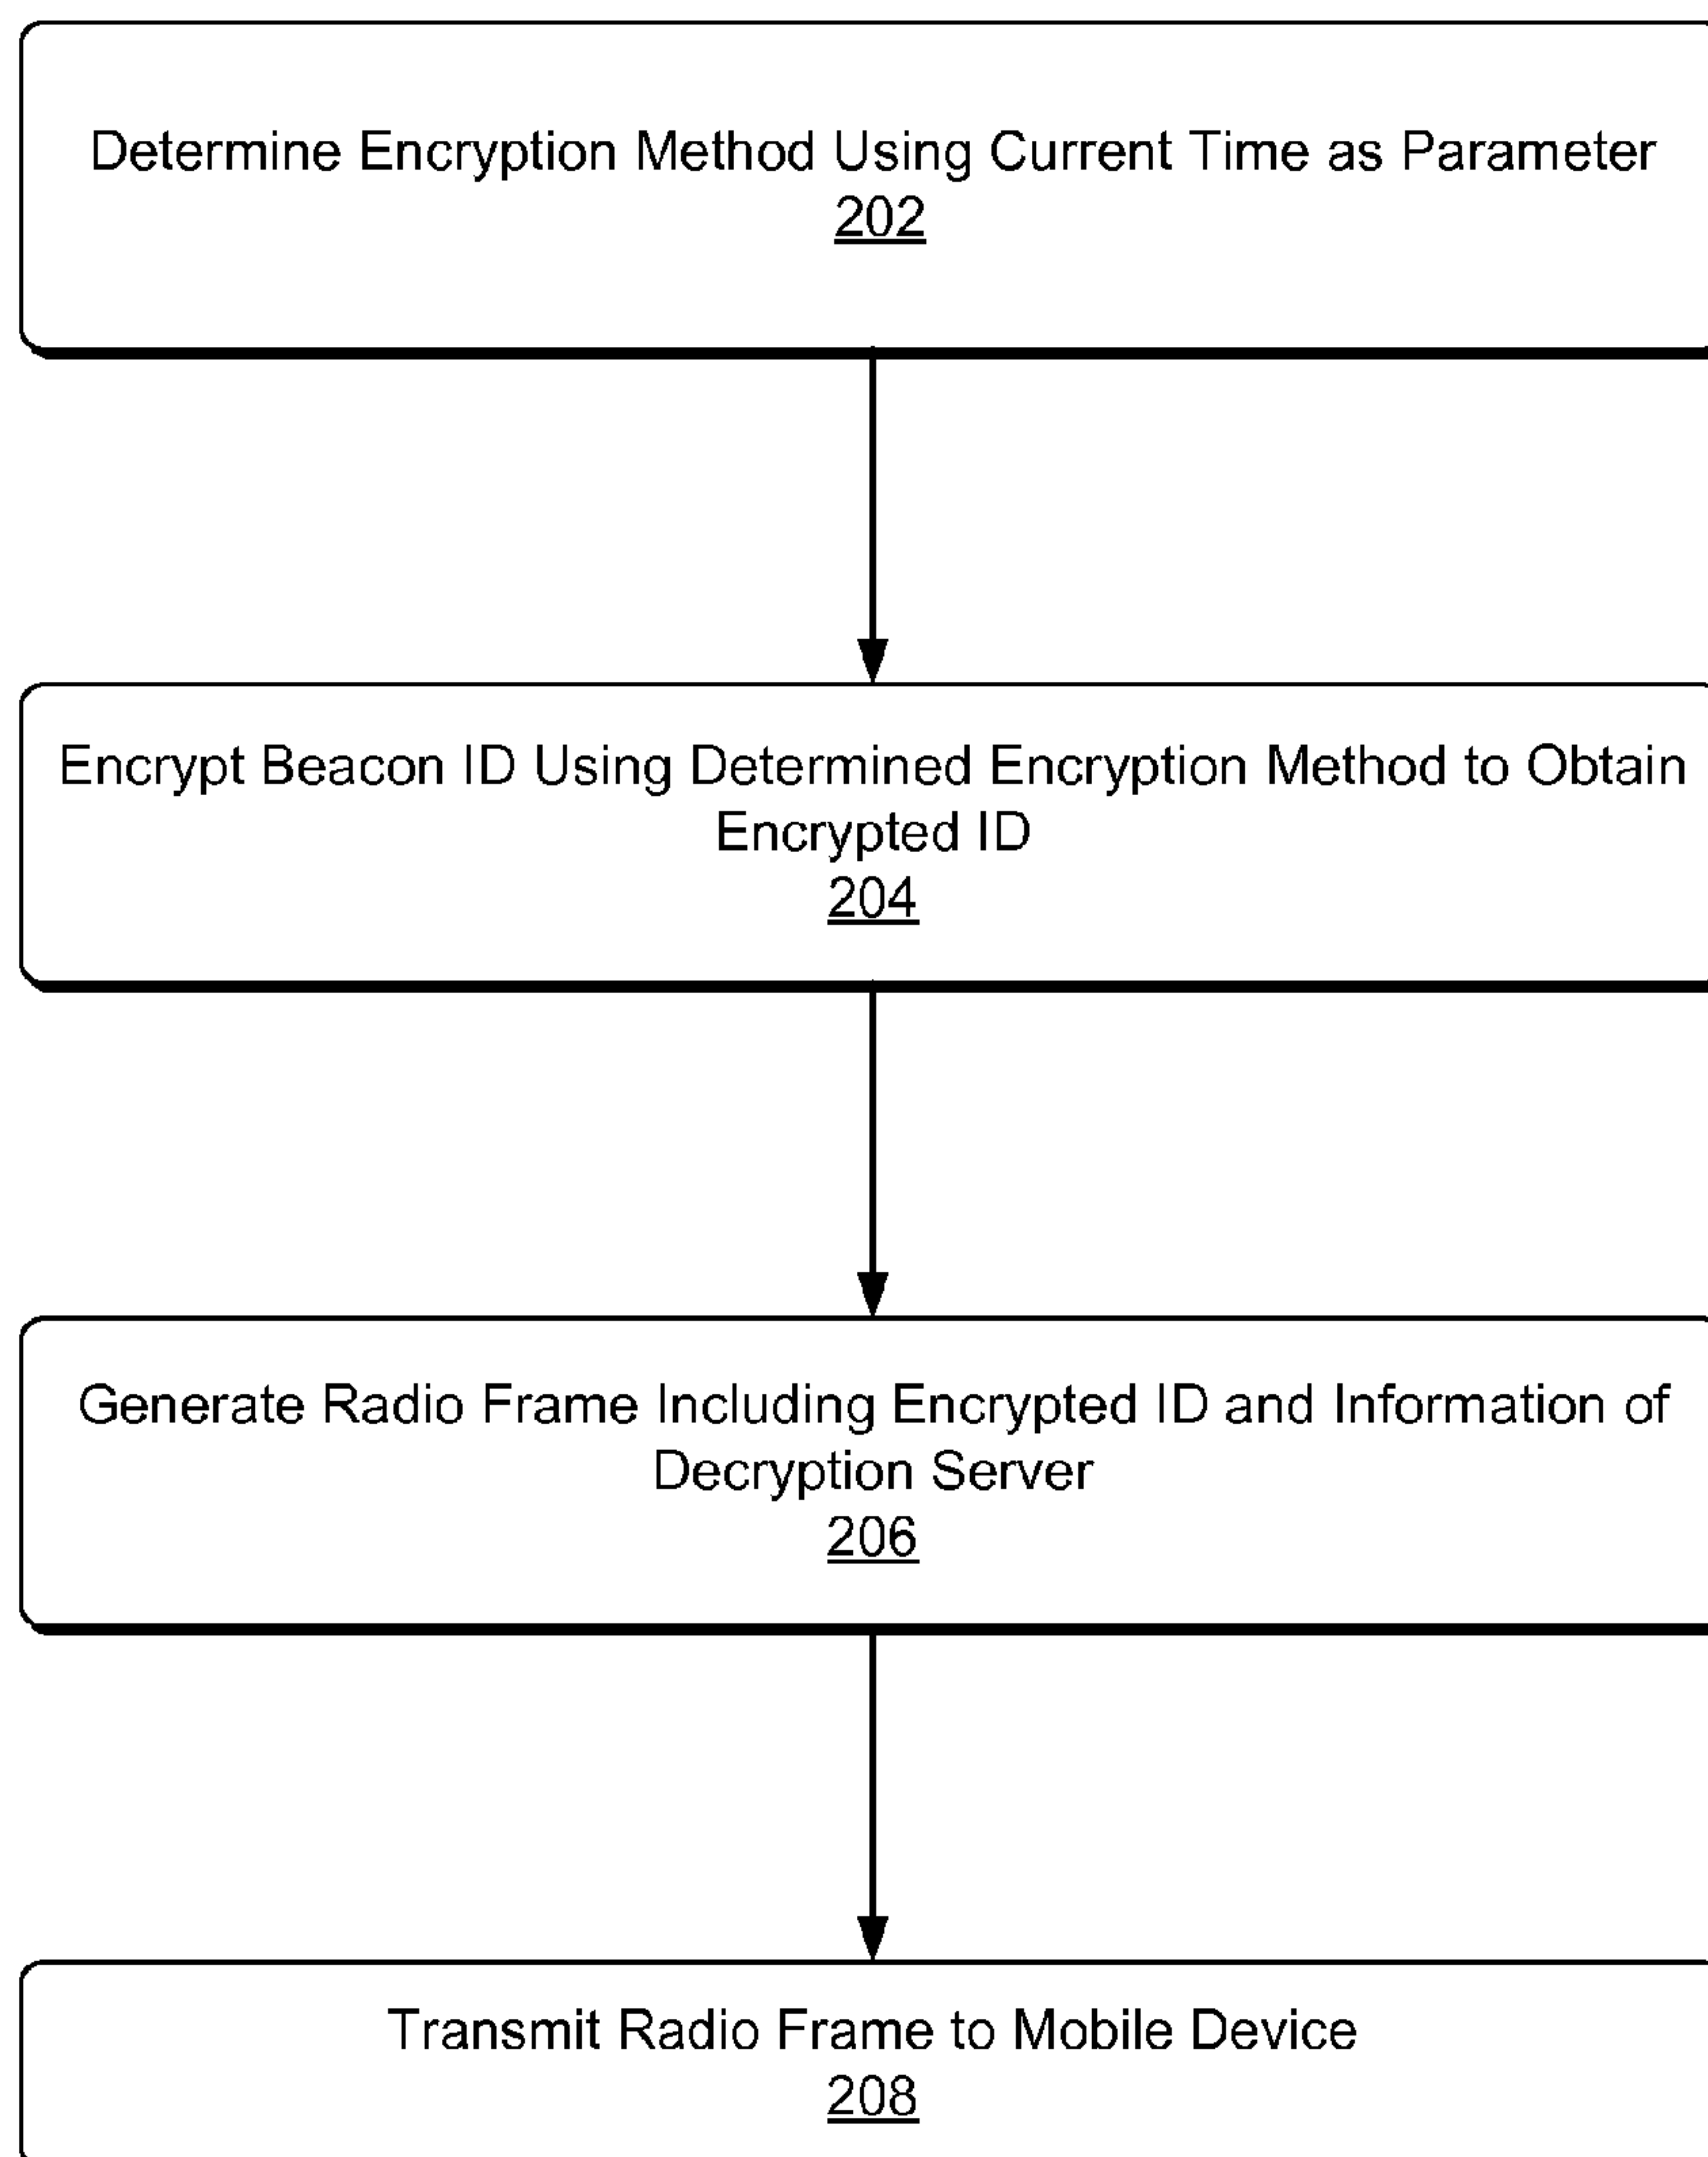 Determine Encryption Method Using Current Time as Parameter
202
Encrypt Beacon ID Using Determined Encryption Method to Obtain
Encrypted ID
204
Generate Radio Frame Including Encrypted ID and Information of
Decryption Server
206
Transmit Radio Frame to Mobile Device
208